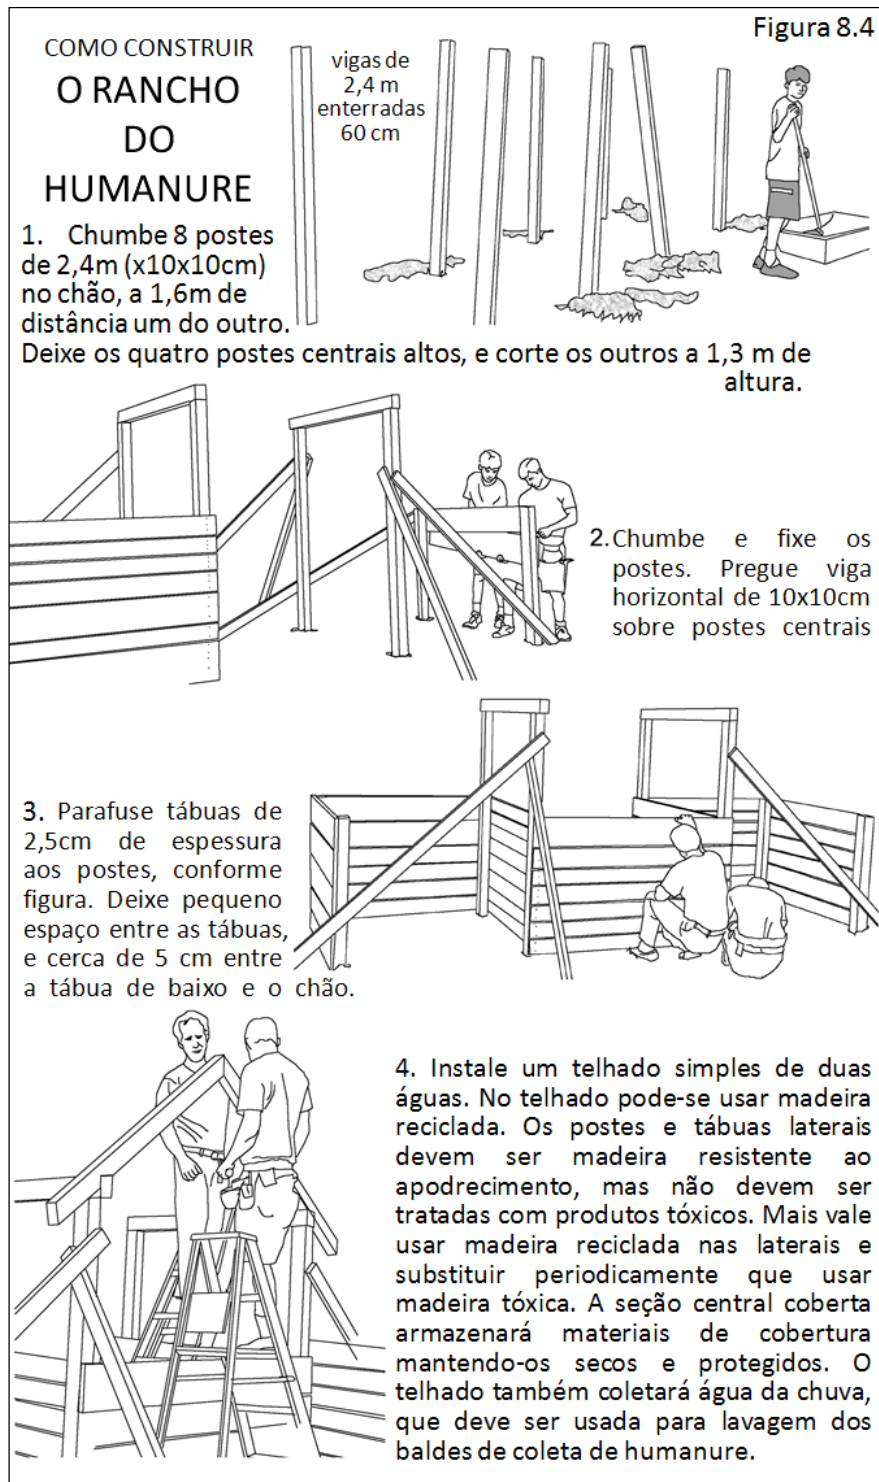 Figura 8.4
COMO CONSTRUIR
O RANCHO
DO
HUMANURE
vigas de
2,4 m
enterradas
60 cm
1. Chumbe 8 postes
de 2,4m (x10x10cm)
no chão, a 1,6m de
distância um do outro.
Deixe os quatro postes centrais altos, e corte os outros a 1,3 m de
altura.
2. Chumbe e fixe os
postes. Pregue viga
horizontal de 10x10cm
sobre postes centrais
3. Parafuse tábuas de
2,5cm de espessura
aos postes, conforme
figura. Deixe pequeno
espaço entre as tábuas,
e cerca de 5 cm entre
a tábua de baixo e o chão.
4. Instale um telhado simples de duas
águas. No telhado pode-se usar madeira
reciclada. Os postes e tábuas laterais
devem ser madeira resistente ao
apodrecimento, mas não devem ser
tratadas com produtos tóxicos. Mais vale
usar madeira reciclada nas laterais e
substituir periodicamente que usar
madeira tóxica. A seção central coberta
armazenará materiais de cobertura
mantendo-os secos e protegidos. O
telhado também coletará água da chuva,
que deve ser usada para lavagem dos
baldes de coleta de humanure.